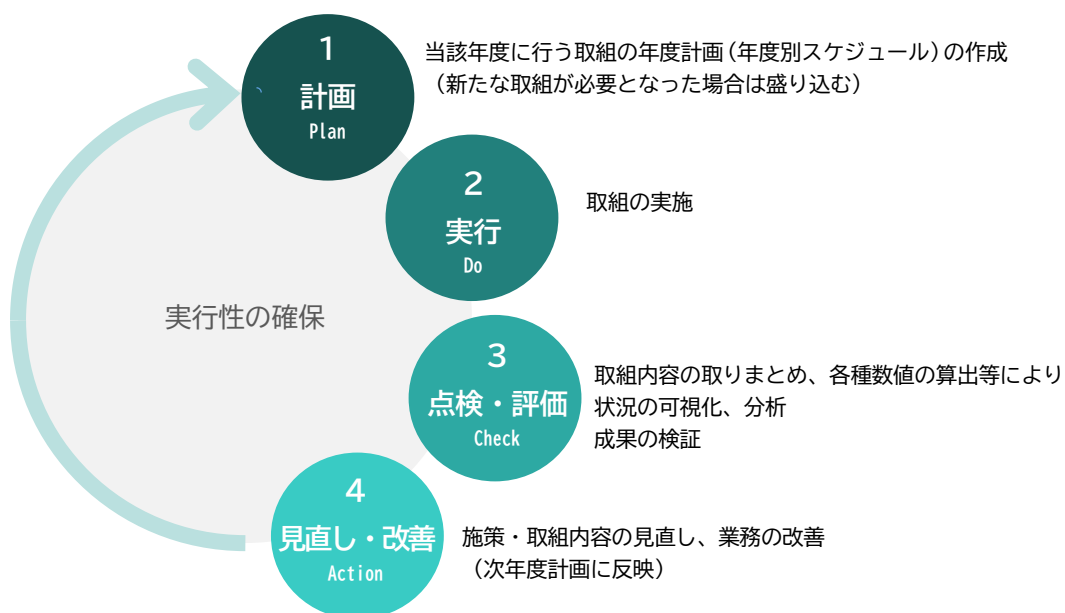 1
計画
Plan
当該年度に行う取組の年度計画(年度別スケジュール)の作成
（新たな取組が必要となった場合は盛り込む）
2
実行
Do
取組の実施
実行性の確保
3
点検・評価
Check
取組内容の取りまとめ、各種数値の算出等により
状況の可視化、分析
成果の検証
4
見直し・改善
Action
施策・取組内容の見直し、業務の改善
（次年度計画に反映）